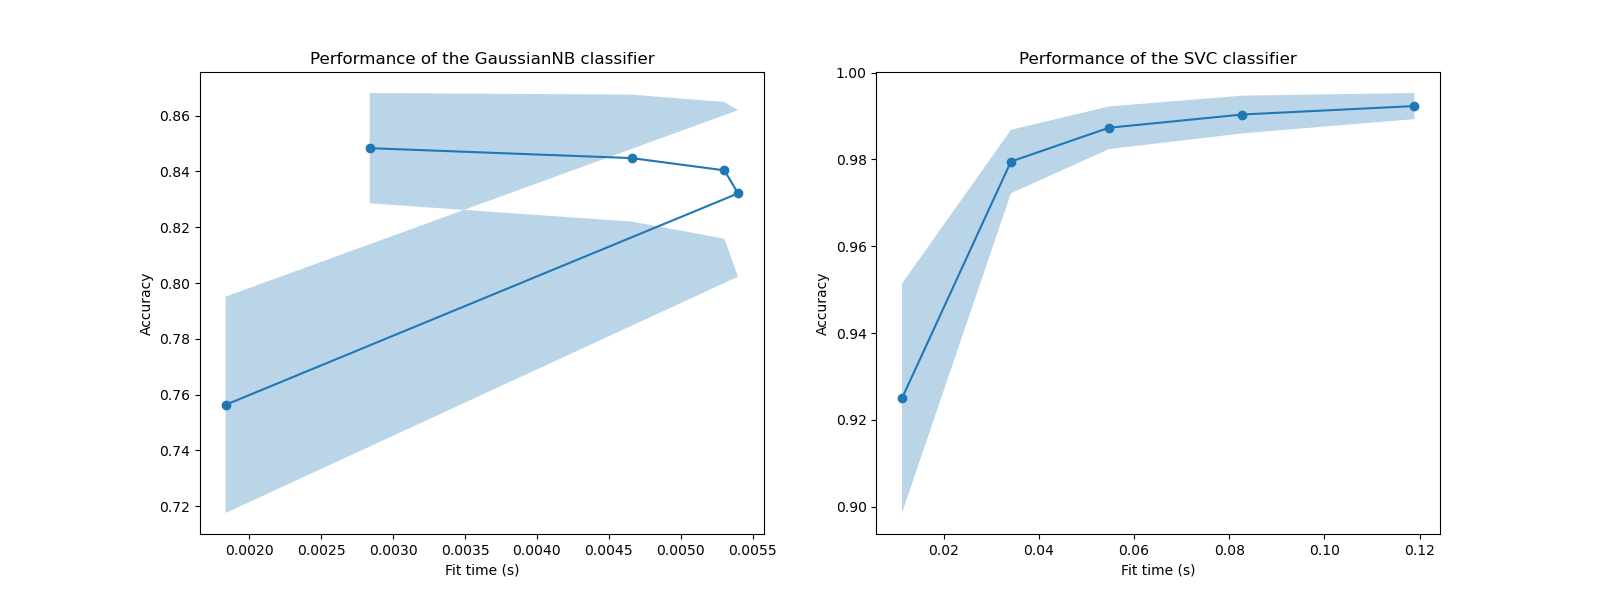 Performance of the GaussianNB classifier
Accuracy
0.86
0.84
0.82
0.80
0.78
0.76
0.74
0.72
0.0020 0.0025 0.0030 0.0035 0.0040 0.0045 0.0050 0.0055
Fit time (s)
Performance of the SVC classifier
Accuracy
1.00
0.98
0.96
0.94
0.92
0.90
0.02 0.04 0.06 0.08 0.10 0.12
Fit time (s)